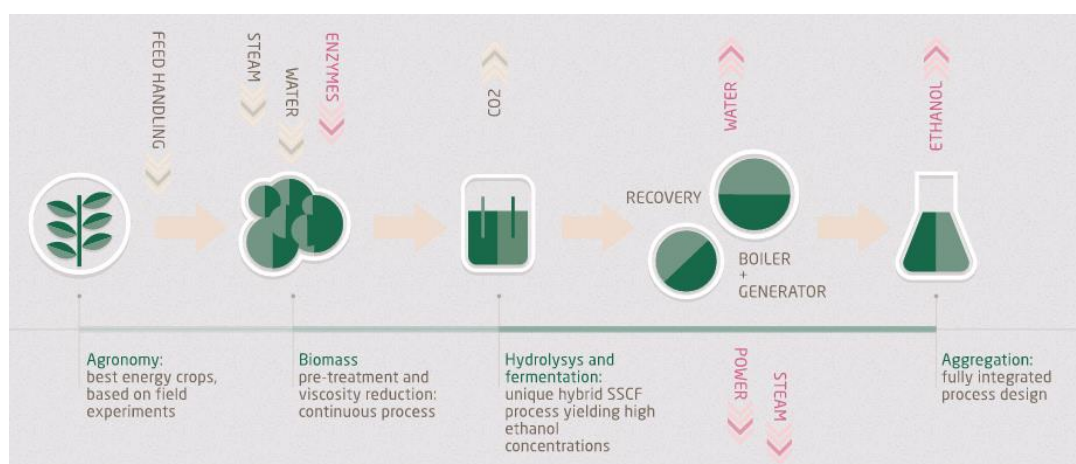 FEED HANDLING
STEAM
WATER
ENZYMES
CO2
WATER
ETHANOL
RECOVERY
BOILER
+
GENERATOR
Agronomy:
best energy crops,
based on field
experiments
Biomass
pre-treatment and
viscosity reduction:
continuous process
Hydrolysys and
fermentation:
unique hybrid SSCF
process yielding high
ethanol
concentrations
POWER
STEAM
Aggregation:
fully integrated
process design